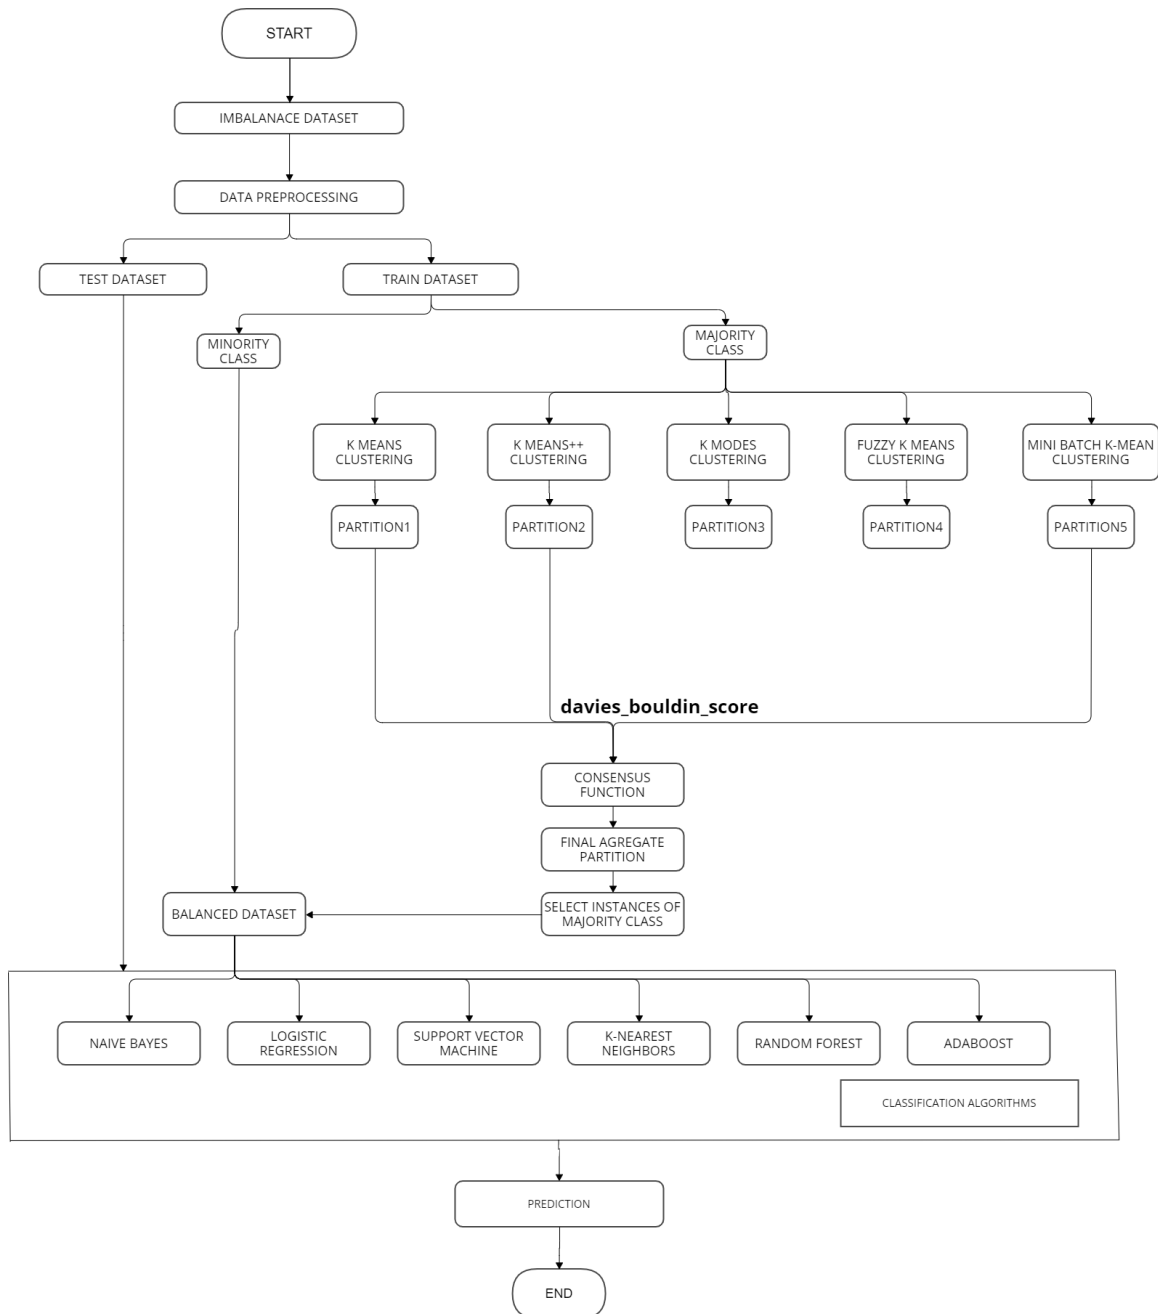 START
IMBALANACE DATASET
DATA PREPROCESSING
TEST DATASET
TRAIN DATASET
MINORITY
CLASS
MAJORITY
CLASS
K MEANS
CLUSTERING
K MEANS++
CLUSTERING
K MODES
CLUSTERING
FUZZY K MEANS
CLUSTERING
MINI BATCH K-MEAN
CLUSTERING
PARTITION1
PARTITION2
PARTITION3
PARTITION4
PARTITION5
davies_bouldin_score
CONSENSUS
FUNCTION
FINAL AGREGATE
PARTITION
SELECT INSTANCES OF
MAJORITY CLASS
BALANCED DATASET
NAIVE BAYES
LOGISTIC
REGRESSION
SUPPORT VECTOR
MACHINE
K-NEAREST
NEIGHBORS
RANDOM FOREST
ADABOOST
CLASSIFICATION ALGORITHMS
PREDICTION
END